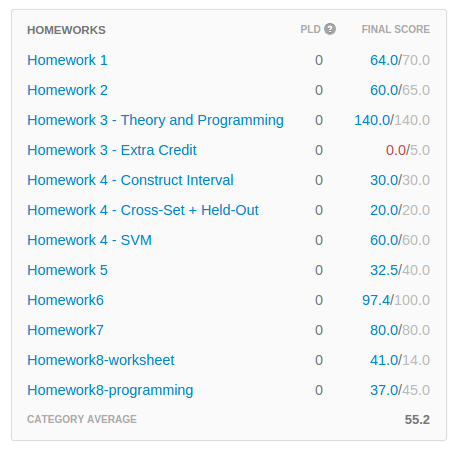 HOMEWORKS PLD ? FINAL SCORE
Homework 1 0 64.0/70.0
Homework 2 0 60.0/65.0
Homework 3 - Theory and Programming 0 140.0/140.0
Homework 3 - Extra Credit 0 0.0/5.0
Homework 4 - Construct Interval 0 30.0/30.0
Homework 4 - Cross-Set + Held-Out 0 20.0/20.0
Homework 4 - SVM 0 60.0/60.0
Homework 5 0 32.5/40.0
Homework6 0 97.4/100.0
Homework7 0 80.0/80.0
Homework8-worksheet 0 41.0/14.0
Homework8-programming 0 37.0/45.0
CATEGORY AVERAGE 55.2